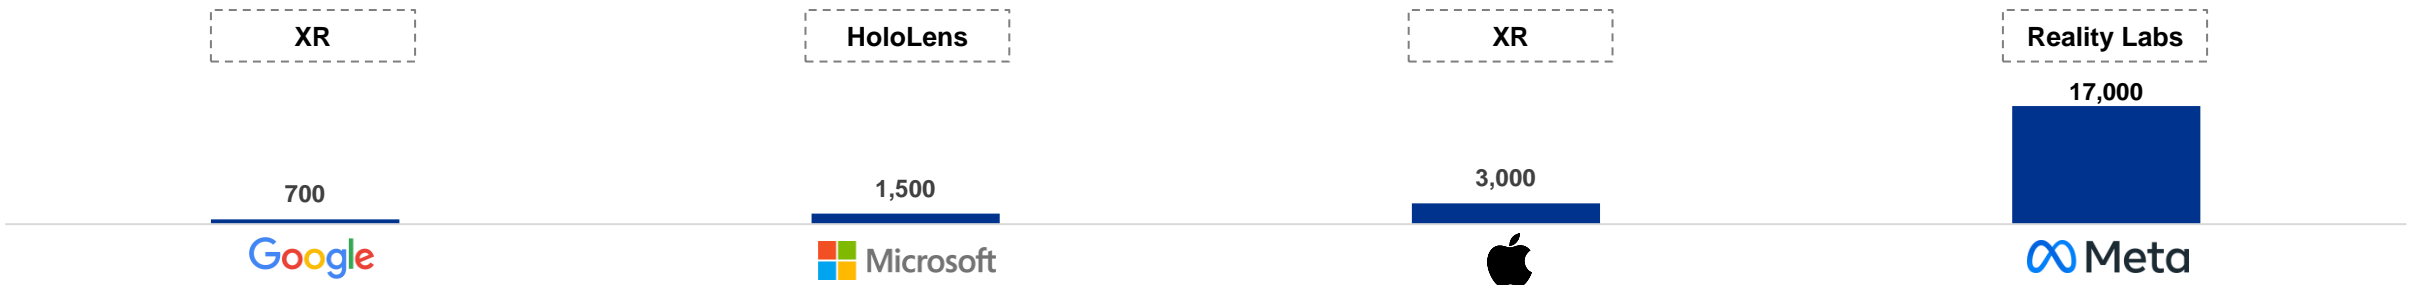 XR
HoloLens
XR
Reality Labs
17,000
3,000
1,500
700
Google
Microsoft
Meta